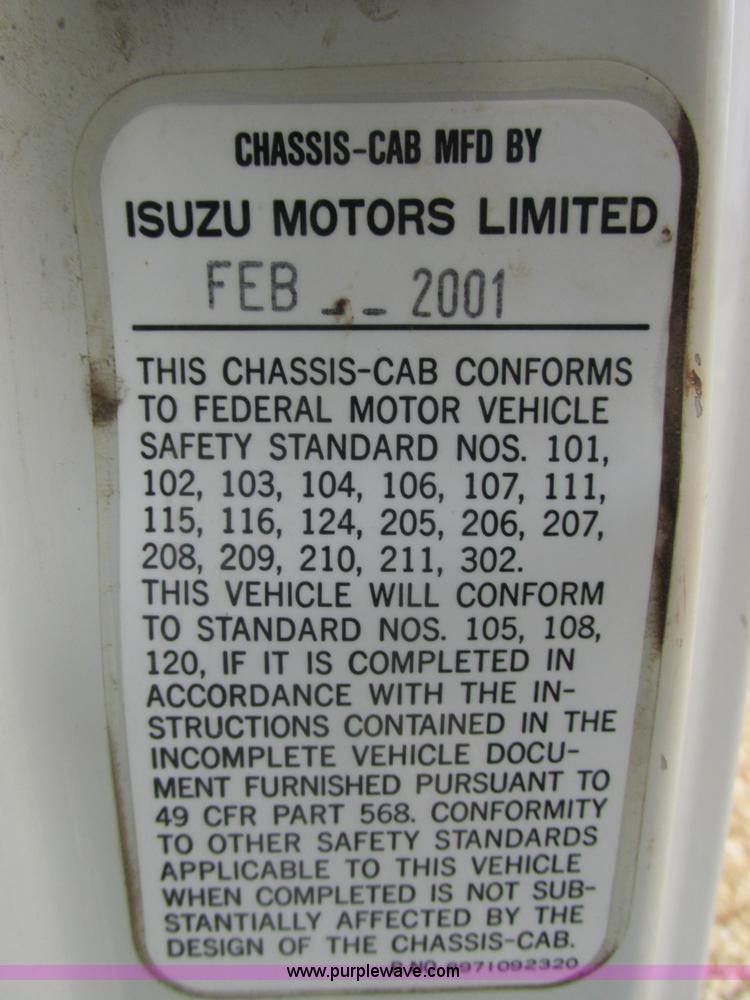 CHASSIS-CAB MFD BY
ISUZU MOTORS LIMITED
FEB -- 2001
THIS CHASSIS-CAB CONFORMS
TO FEDERAL MOTOR VEHICLE
SAFETY STANDARD NOS. 101,
102, 103, 104, 106, 107, 111,
115, 116, 124, 205, 206, 207,
208, 209, 210, 211, 302.
THIS VEHICLE WILL CONFORM
TO STANDARD NOS. 105, 108,
120, IF IT IS COMPLETED IN
ACCORDANCE WITH THE IN-
STRUCTIONS CONTAINED IN THE
INCOMPLETE VEHICLE DOCU-
MENT FURNISHED PURSUANT TO
49 CFR PART 568. CONFORMITY
TO OTHER SAFETY STANDARDS
APPLICABLE TO THIS VEHICLE
WHEN COMPLETED IS NOT SUB-
STANTIALLY AFFECTED BY THE
DESIGN OF THE CHASSIS-CAB.
P.NO. 8971092320
www.purplewave.com